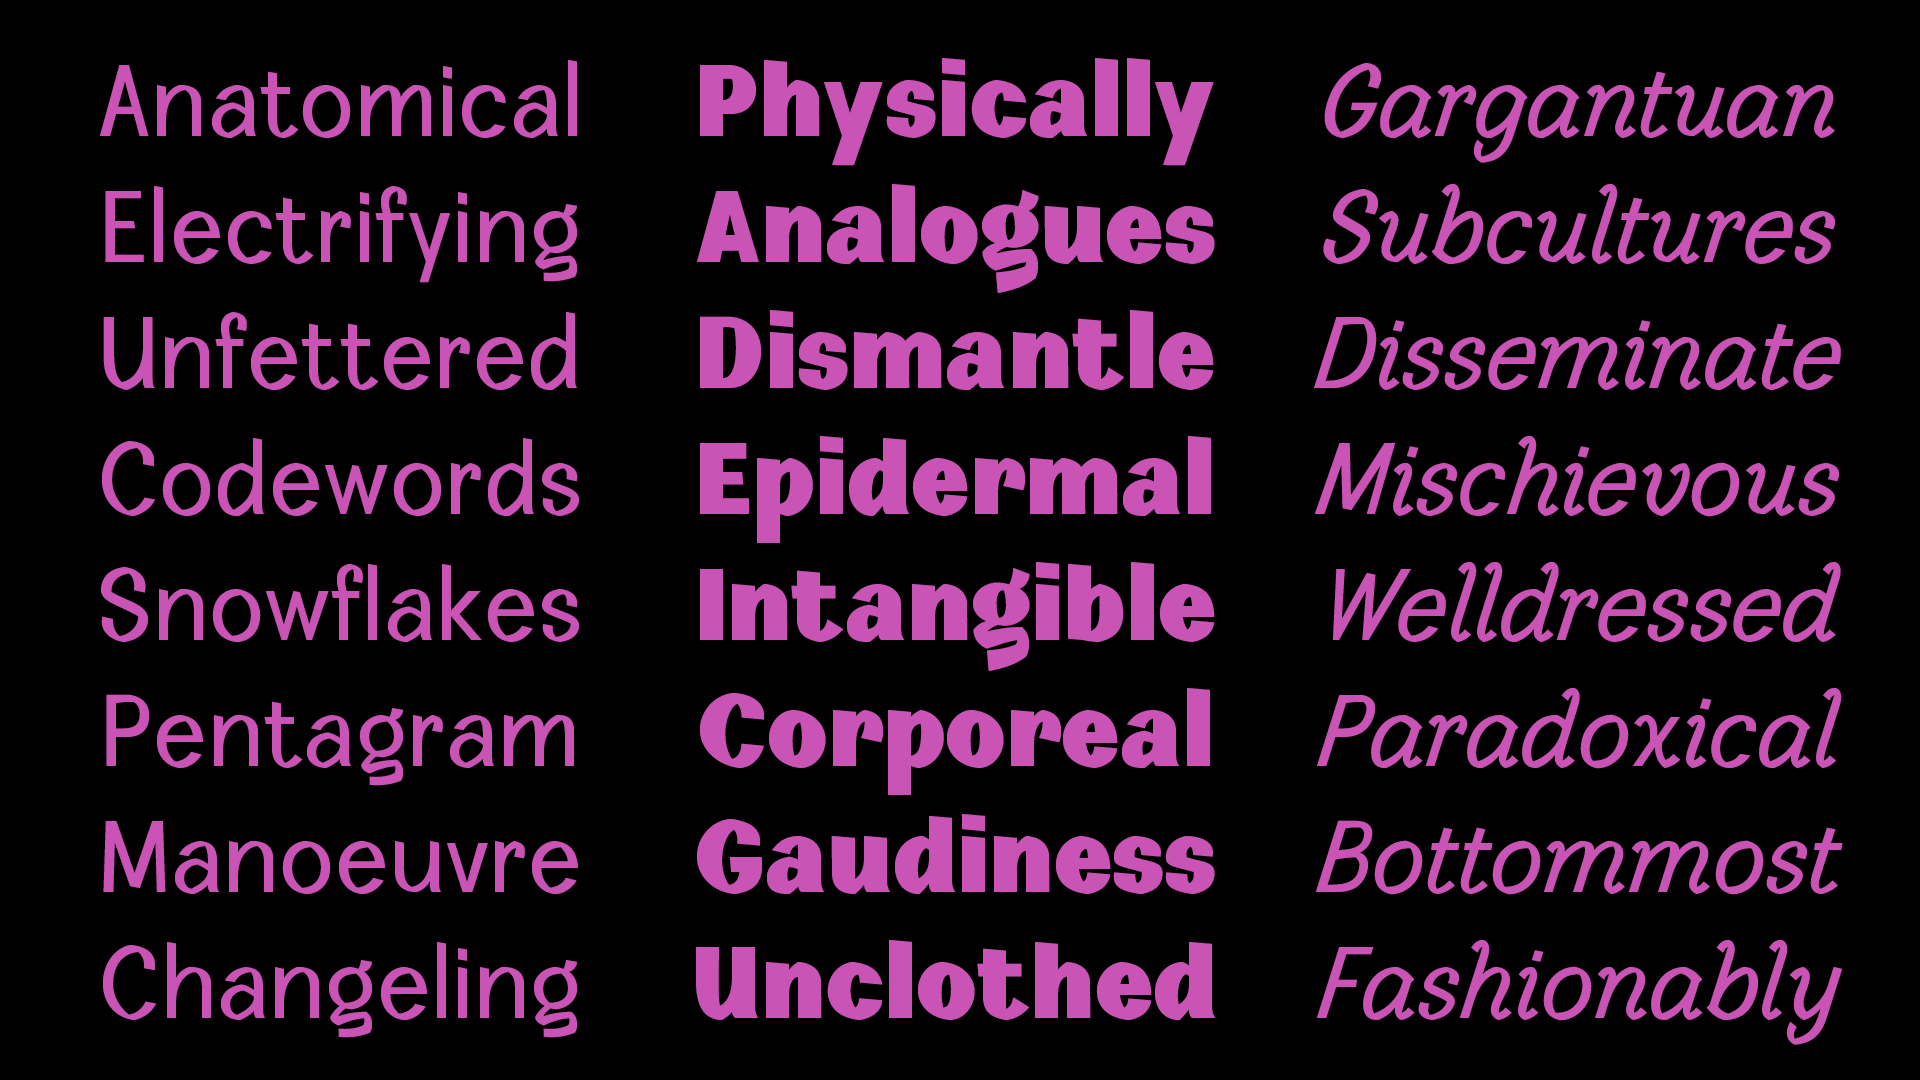 Anatomical Physically Gargantuan
Electrifying Analogues Subcultures
Unfettered Dismantle Disseminate
Codewords Epidermal Mischievous
Snowflakes Intangible Welldressed
Pentagram Corporeal Paradoxical
Manoeuvre Gaudiness Bottommost
Changeling Unclothed Fashionably